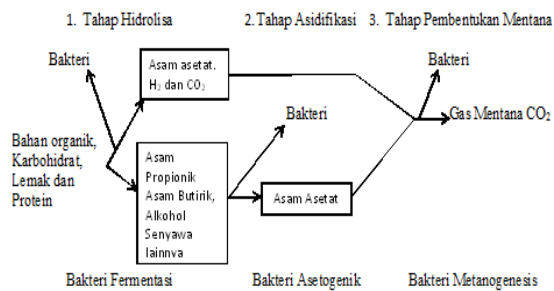 1. Tahap Hidrolisa
2. Tahap Asidifikasi
3. Tahap Pembentukan Mentana
Bakteri
Asam asetat.
H₂ dan CO₂
Bakteri
Bakteri
Gas Mentana CO₂
Bahan organik,
Karbohidrat,
Lemak dan
Protein
Asam
Propionik
Asam Butirik,
Alkohol
Senyawa
lainnya
Asam Asetat
Bakteri Fermentasi
Bakteri Asetogenik
Bakteri Metanogenesis